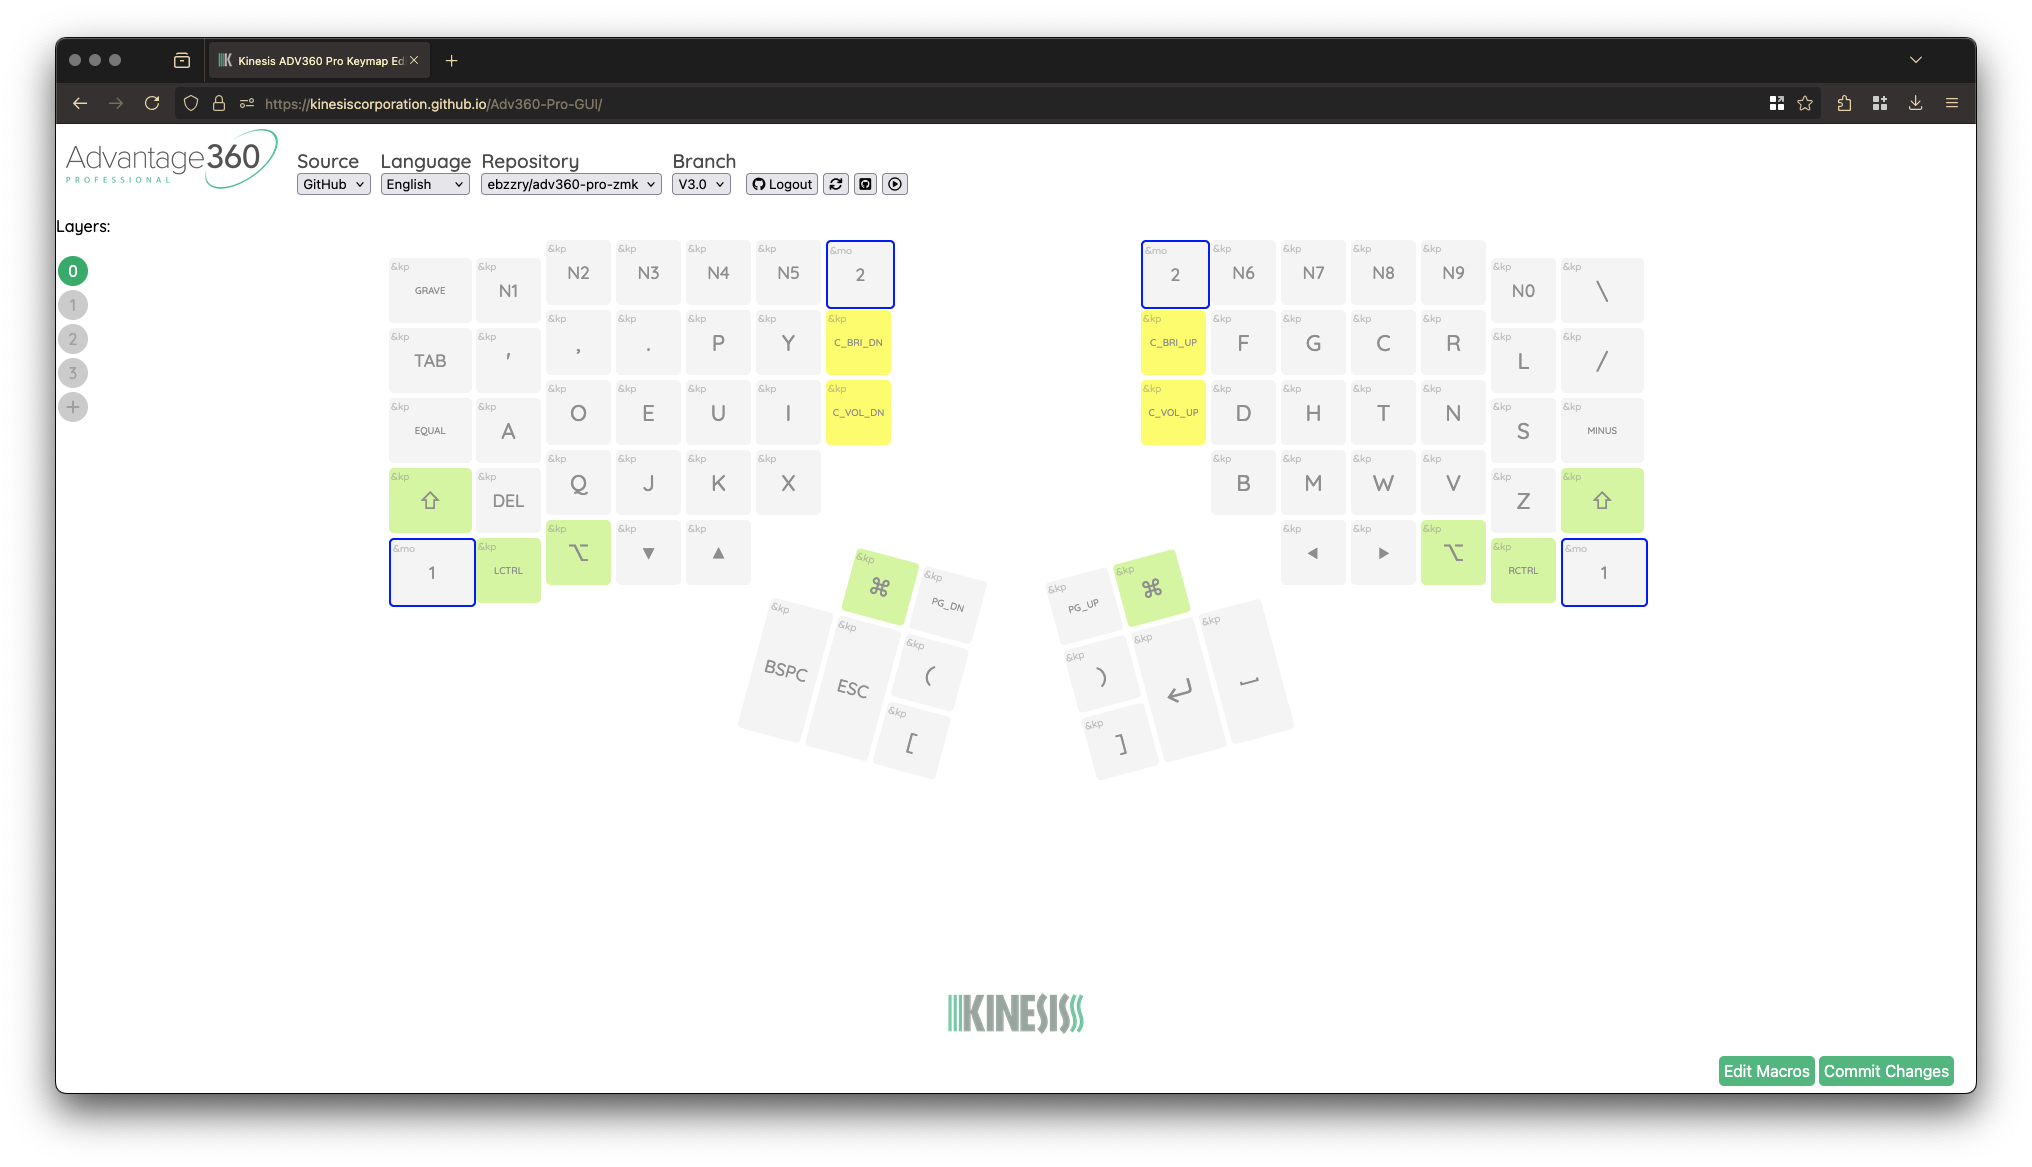 Kinesis ADV360 Pro Keymap Ed
https://kinesiscorporation.github.io/Adv360-Pro-GUI/
Advantage360
PROFESSIONAL
Source Language Repository Branch
GitHub English ebzzry/adv360-pro-zmk V3.0 Logout
Layers:
0
1
2
3
+
&kp &kp &kp &kp &mo &mo &kp &kp &kp &kp
N2 N3 N4 N5 2 2 N6 N7 N8 N9
&kp &kp &kp &kp
GRAVE N1 N0 \
&kp &kp &kp &kp &kp &kp &kp &kp &kp &kp
, . P Y C_BRI_DN C_BRI_UP F G C R
&kp &kp &kp &kp
TAB ' L /
&kp &kp &kp &kp &kp &kp &kp &kp &kp &kp
O E U I C_VOL_DN C_VOL_UP D H T N
&kp &kp &kp &kp
EQUAL A S MINUS
&kp &kp &kp &kp &kp &kp &kp &kp
Q J K X B M W V
&kp &kp &kp &kp
⇧ DEL Z ⇧
&kp &kp &kp &kp &kp &kp
⌥ ▼ ▲ ◀ ▶ ⌥
&mo &kp &kp &mo
1 LCTRL RCTRL 1
&kp &kp &kp &kp
⌘ PG_DN PG_UP ⌘
&kp &kp &kp &kp &kp &kp
BSPC ESC ( ) ↵ ⎵
&kp &kp
[ ]
KINESIS
Edit Macros Commit Changes